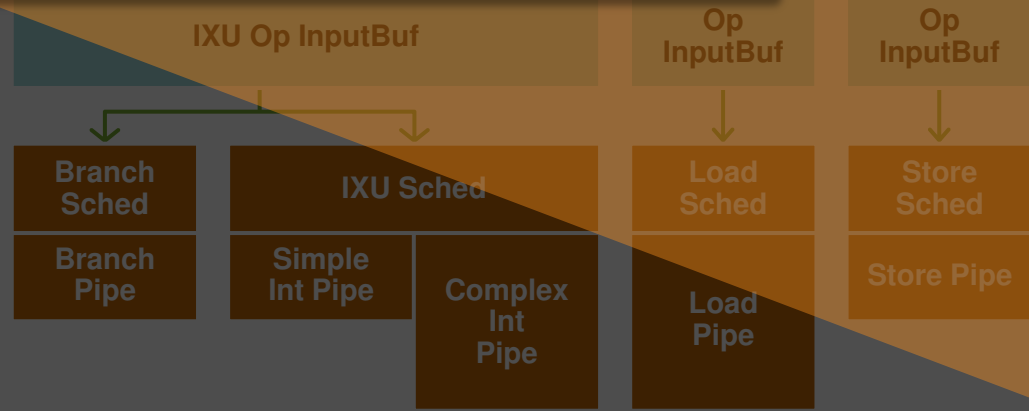 IXU Op InputBuf
Op
InputBuf
Op
InputBuf
Branch
Sched
IXU Sched
Load
Sched
Store
Sched
Branch
Pipe
Simple
Int Pipe
Complex
Int
Pipe
Load
Pipe
Store Pipe